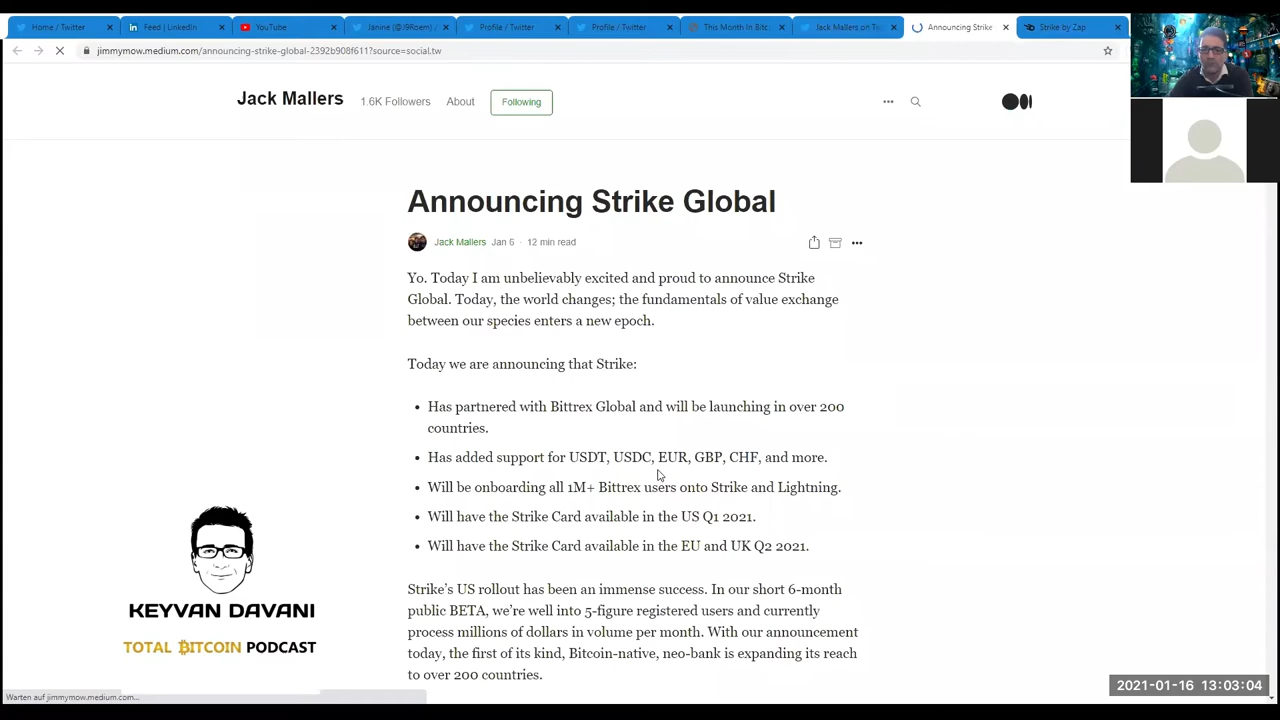 Home / Twitter
Feed | LinkedIn
YouTube
Janine (@J9Roem) /
Profile / Twitter
Profile / Twitter
This Month In Bitc
Jack Mallers on
Announcing Strike
Strike by Zap
jimmymow.medium.com/announcing-strike-global-2392b908f611?source=social.tw
Jack Mallers 1.6K Followers About Following
Announcing Strike Global
Jack Mallers Jan 6 · 12 min read
Yo. Today I am unbelievably excited and proud to announce Strike
Global. Today, the world changes; the fundamentals of value exchange
between our species enters a new epoch.
Today we are announcing that Strike:
• Has partnered with Bittrex Global and will be launching in over 200
countries.
• Has added support for USDT, USDC, EUR, GBP, CHF, and more.
• Will be onboarding all 1M+ Bittrex users onto Strike and Lightning.
• Will have the Strike Card available in the US Q1 2021.
• Will have the Strike Card available in the EU and UK Q2 2021.
Strike's US rollout has been an immense success. In our short 6-month
public BETA, we're well into 5-figure registered users and currently
process millions of dollars in volume per month. With our announcement
today, the first of its kind, Bitcoin-native, neo-bank is expanding its reach
to over 200 countries.
KEYVAN DAVANI
TOTAL ₿ITCOIN PODCAST
Warten auf jimmymow.medium.com...
2021-01-16 13:03:04